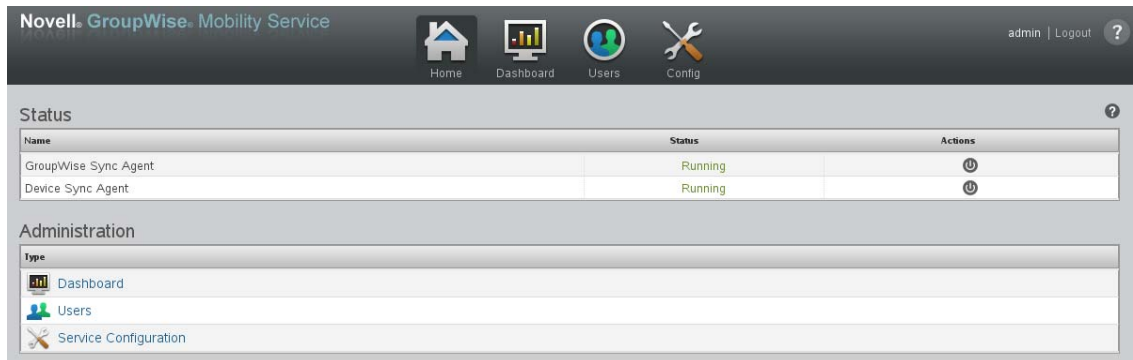 Novell® GroupWise® Mobility Service
Home
Dashboard
Users
Config
admin | Logout ?
Status ?
Name Status Actions
GroupWise Sync Agent Running
Device Sync Agent Running
Administration
Type
Dashboard
Users
Service Configuration